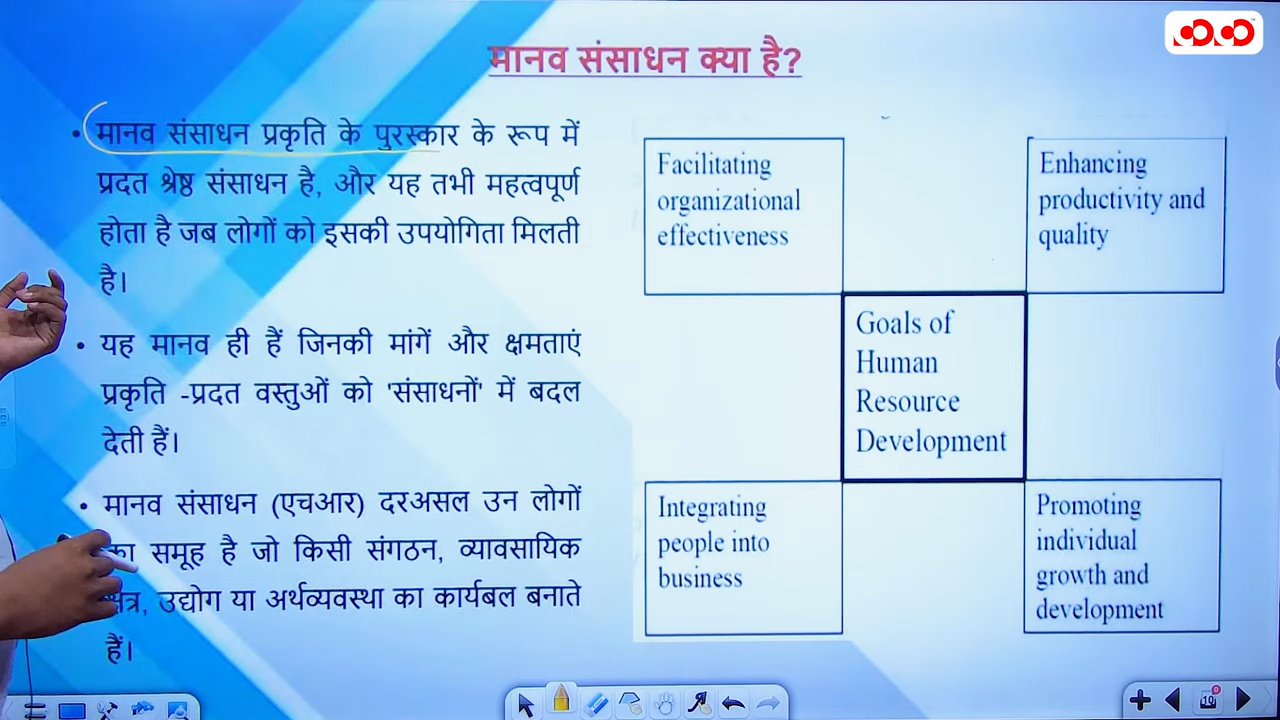 मानव संसाधन क्या है?
• मानव संसाधन प्रकृति के पुरस्कार के रूप में
प्रदत श्रेष्ठ संसाधन है, और यह तभी महत्वपूर्ण
होता है जब लोगों को इसकी उपयोगिता मिलती
है।
• यह मानव ही हैं जिनकी मांगें और क्षमताएं
प्रकृति -प्रदत वस्तुओं को 'संसाधनों' में बदल
देती हैं।
• मानव संसाधन (एचआर) दरअसल उन लोगों
का समूह है जो किसी संगठन, व्यावसायिक
उद्योग या अर्थव्यवस्था का कार्यबल बनाते
हैं।
Facilitating
organizational
effectiveness
Enhancing
productivity and
quality
Goals of
Human
Resource
Development
Integrating
people into
business
Promoting
individual
growth and
development
10